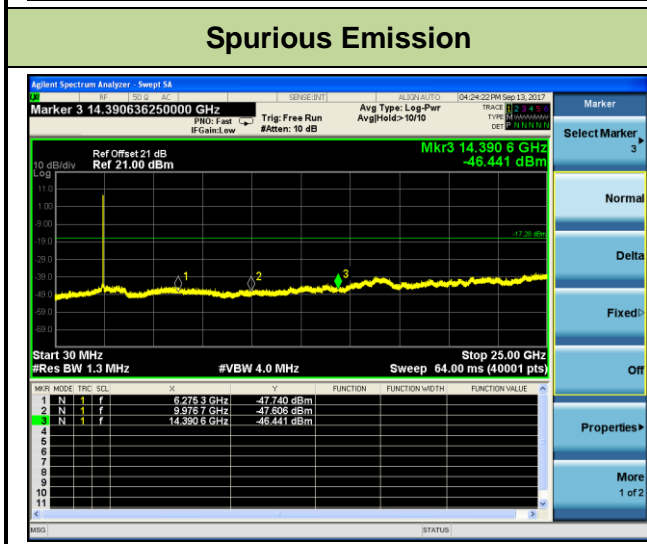 Spurious Emission
Agilent Spectrum Analyzer - Swept SA
RF 50 Ω AC SENSE:INT ALIGN AUTO 04:24:22 PM Sep 13, 2017
Marker 3 14.390636250000 GHz
PNO: Fast
IFGain:Low
Trig: Free Run
#Atten: 10 dB
Avg Type: Log-Pwr
Avg|Hold:>10/10
TRACE 1 2 3 4 5 6
TYPE M W W W W W
DET P N N N N N
Mkr3 14.390 6 GHz
-46.441 dBm
Ref Offset 21 dB
Ref 21.00 dBm
10 dB/div
Log
11.0
1.00
-9.00
-17.28 dBm
-19.0
-29.0
-39.0
-49.0
-59.0
-69.0
1
2
3
Start 30 MHz
Stop 25.00 GHz
#Res BW 1.3 MHz
#VBW 4.0 MHz
Sweep 64.00 ms (40001 pts)
MKR MODE TRC SCL X Y FUNCTION FUNCTION WIDTH FUNCTION VALUE
1 N 1 f 6.275 3 GHz -47.740 dBm
2 N 1 f 9.976 7 GHz -47.606 dBm
3 N 1 f 14.390 6 GHz -46.441 dBm
4
5
6
7
8
9
10
11
MSG STATUS
Marker
Select Marker
3
Normal
Delta
Fixed
Off
Properties
More
1 of 2